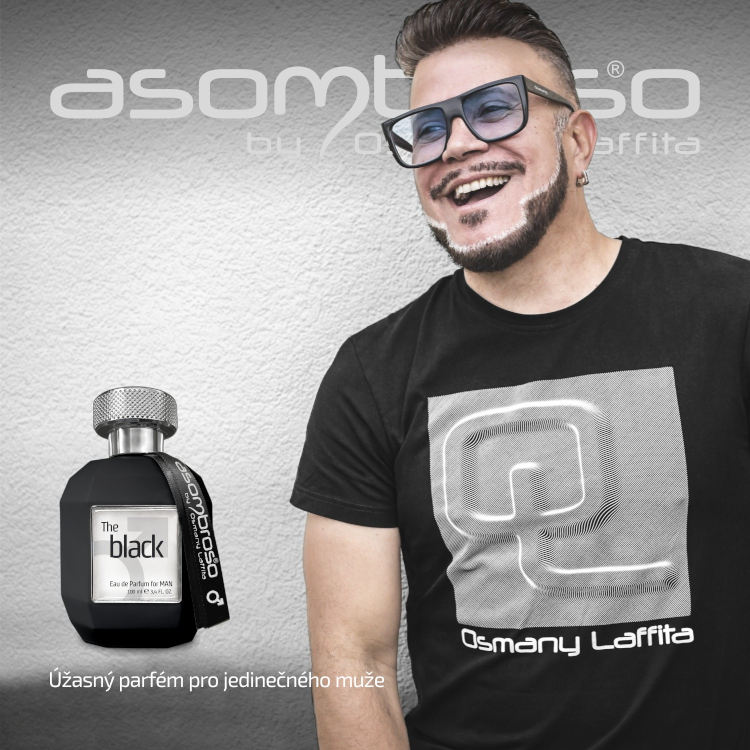 asombroso®
by Osmany Laffita
The
black
Eau de Parfum for MAN
100 ml ℮ 3,4 FL. OZ.
asombroso®
by Osmany Laffita
Osmany Laffita
Úžasný parfém pro jedinečného muže